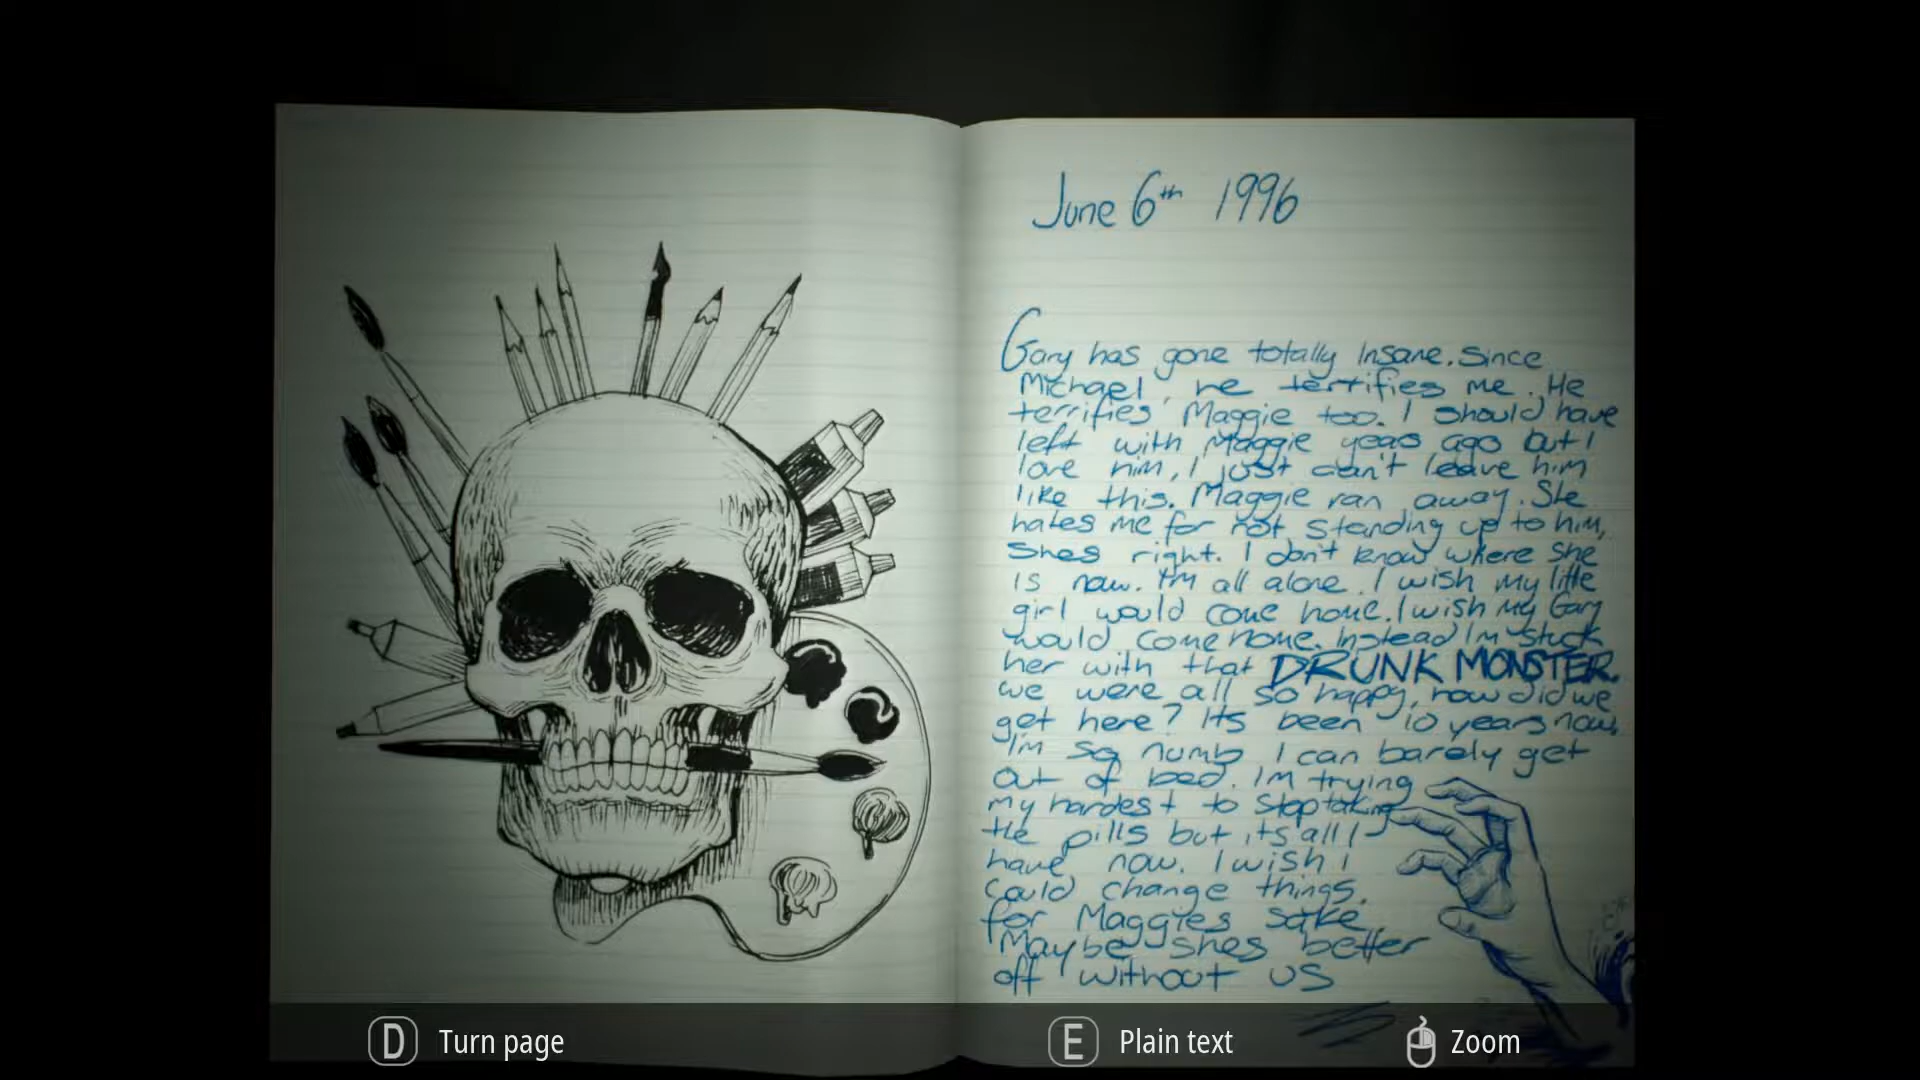 June 6th 1996
Gary has gone totally Insane. Since
Michael, he terrifies me. He
terrifies Maggie too. I should have
left with Maggie years ago but I
love him, I just can't leave him
like this. Maggie ran away. She
hates me for not standing up to him,
shes right. I don't know where she
is now. I'm all alone. I wish my little
girl would come home. I wish my Gary
would come home. Instead I'm stuck
her with that DRUNK MONSTER.
we were all so happy, how did we
get here? Its been 10 years now,
I'm so numb I can barely get
out of bed. I'm trying
my hardest to stop taking
the pills but its all I
have now. I wish I
could change things.
for Maggies sake
Maybe shes better
off without us
D Turn page E Plain text Zoom